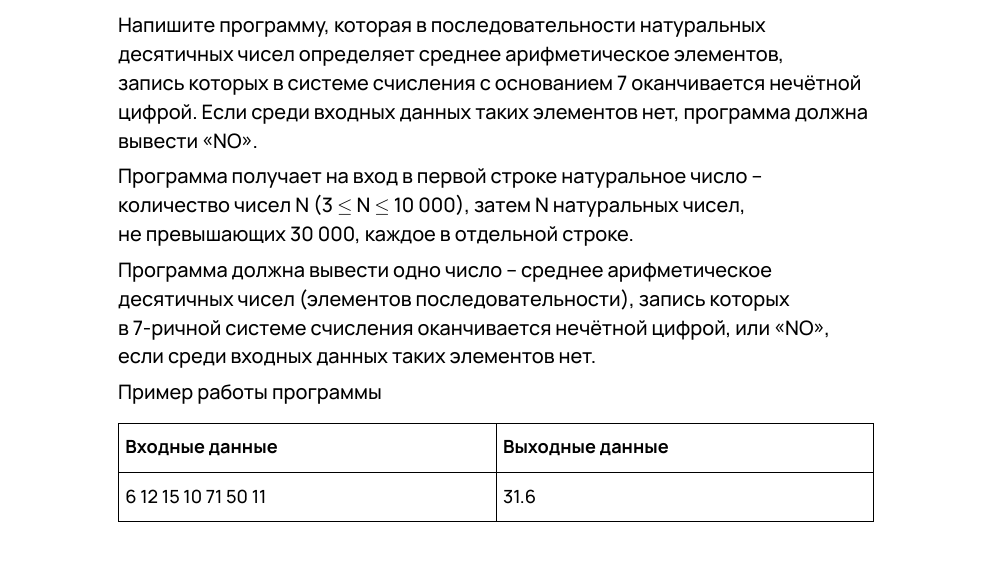 Напишите программу, которая в последовательности натуральных
десятичных чисел определяет среднее арифметическое элементов,
запись которых в системе счисления с основанием 7 оканчивается нечётной
цифрой. Если среди входных данных таких элементов нет, программа должна
вывести «NO».
Программа получает на вход в первой строке натуральное число –
количество чисел N (3 ≤ N ≤ 10 000), затем N натуральных чисел,
не превышающих 30 000, каждое в отдельной строке.
Программа должна вывести одно число – среднее арифметическое
десятичных чисел (элементов последовательности), запись которых
в 7-ричной системе счисления оканчивается нечётной цифрой, или «NO»,
если среди входных данных таких элементов нет.
Пример работы программы
Входные данные Выходные данные
6 12 15 10 71 50 11 31.6